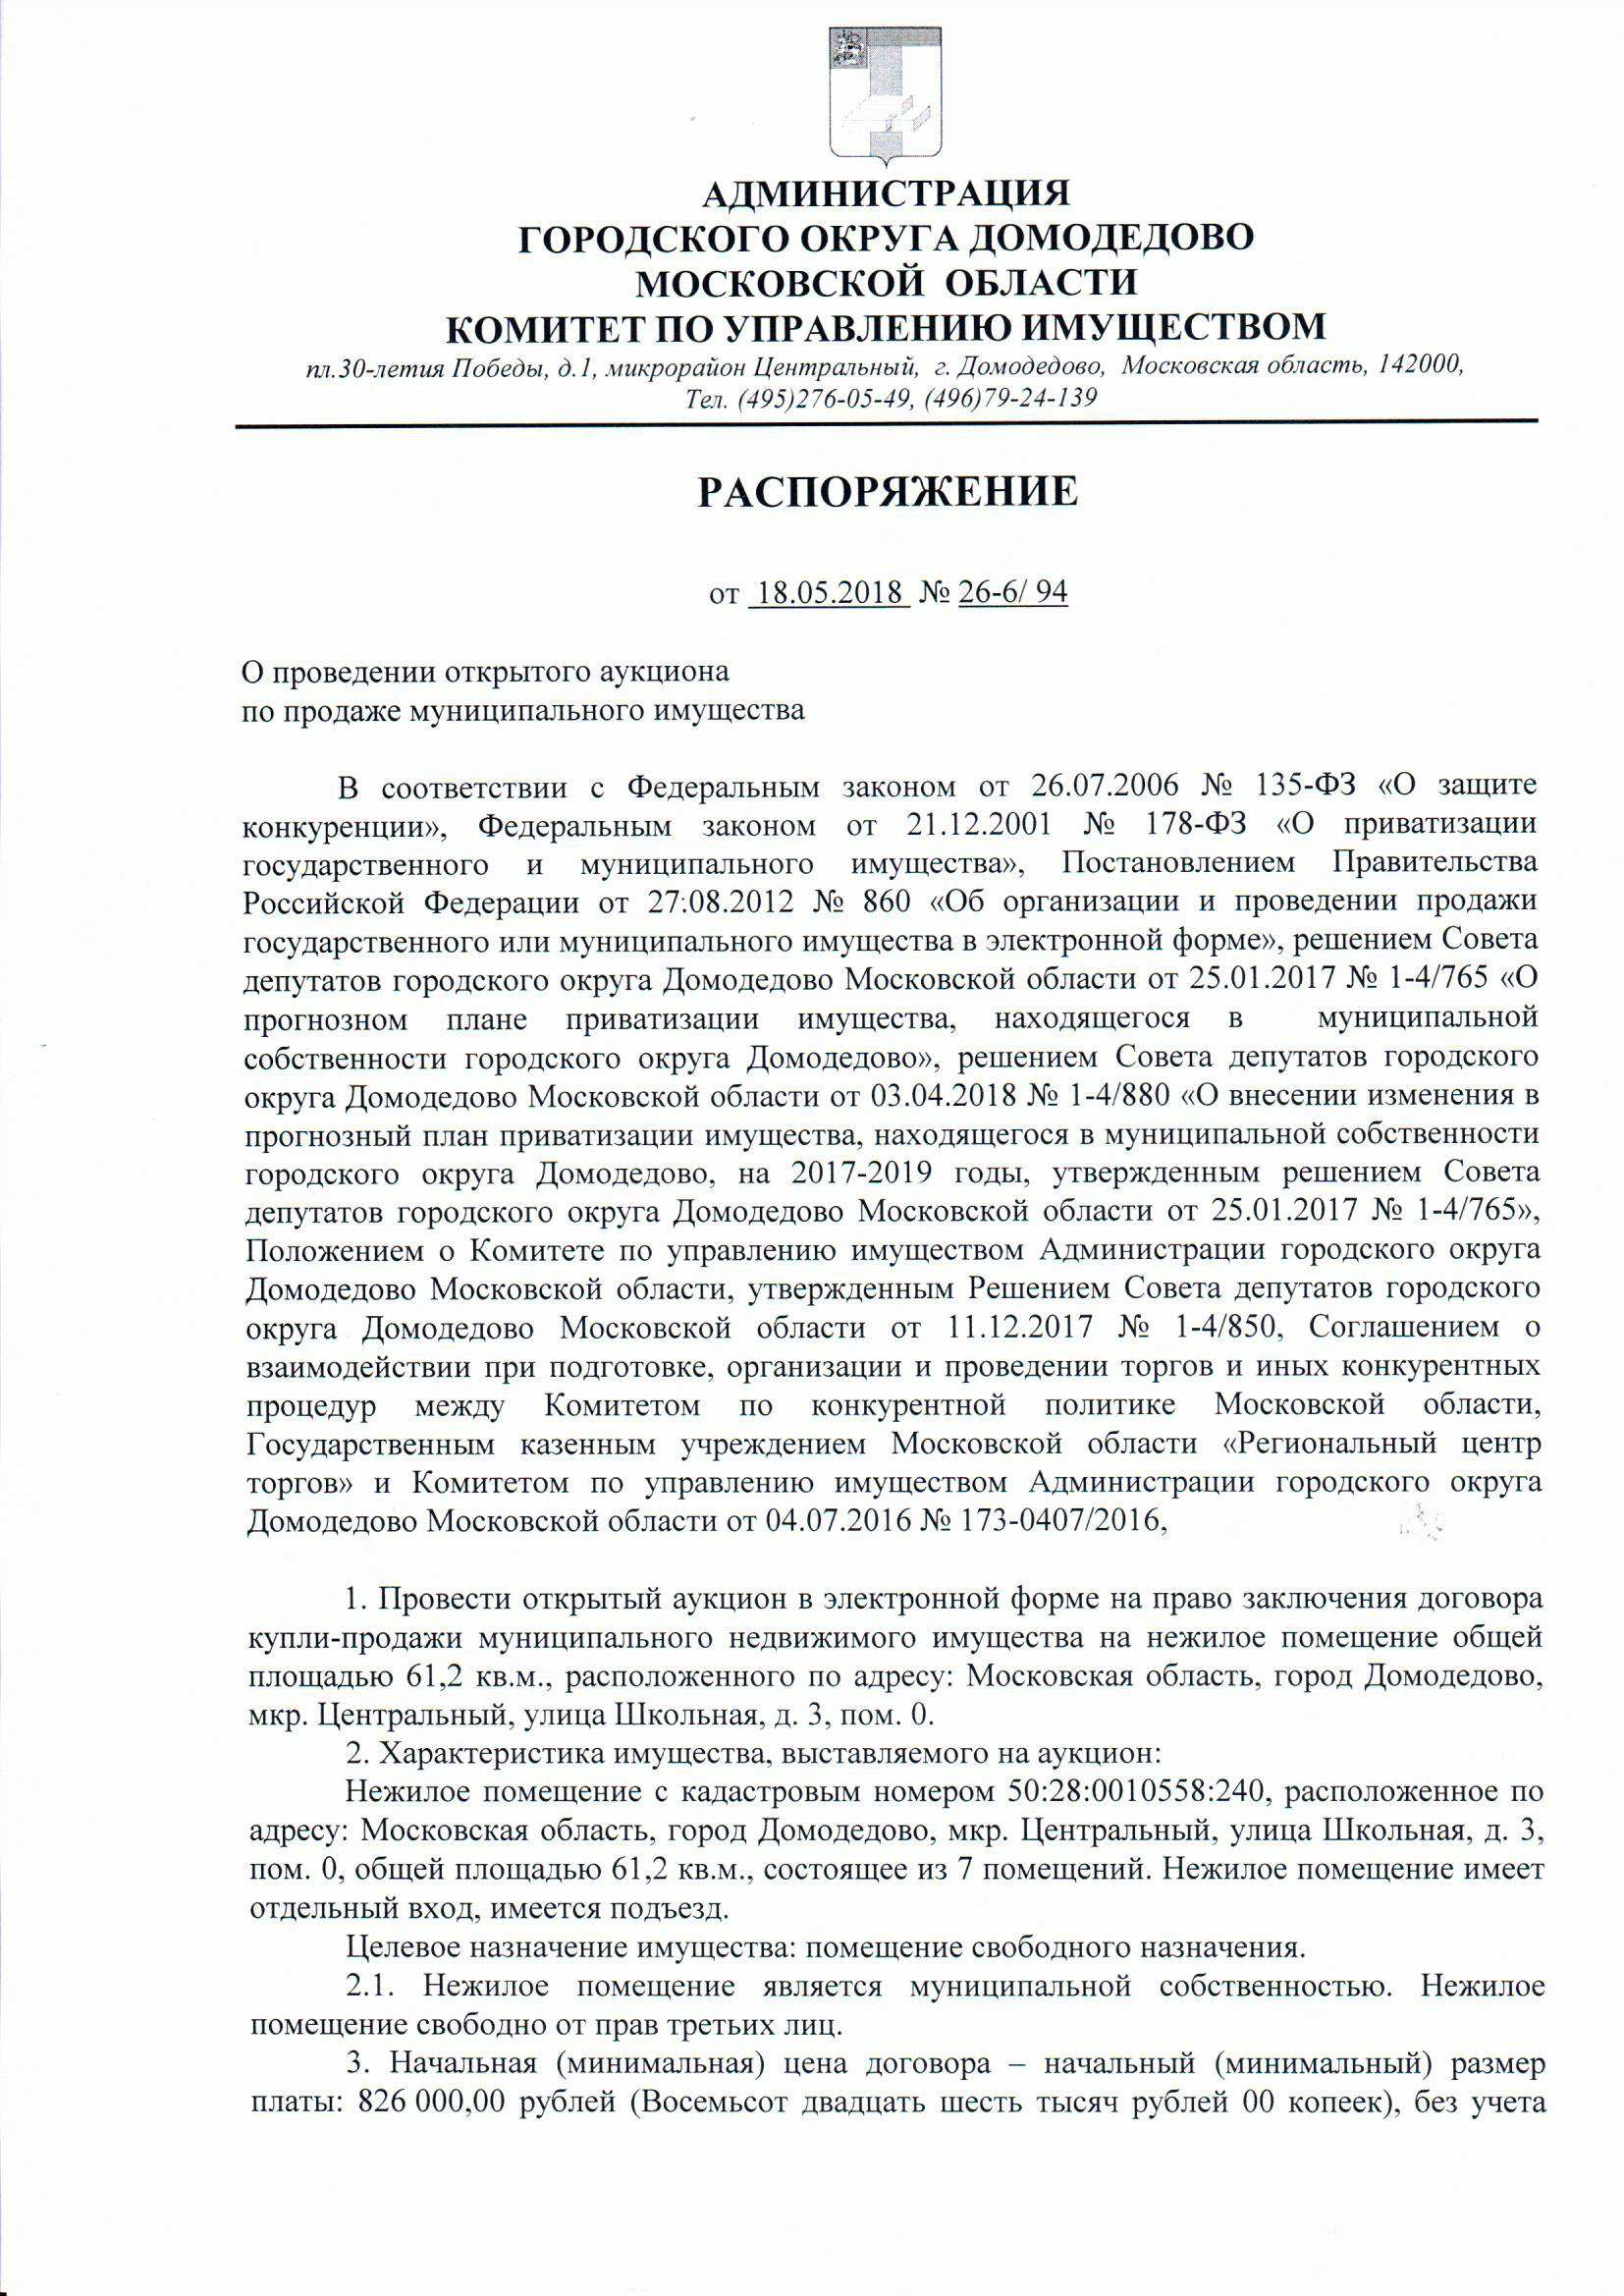 АДМИНИСТРАЦИЯ
ГОРОДСКОГО ОКРУГА ДОМОДЕДОВО
МОСКОВСКОЙ ОБЛАСТИ
КОМИТЕТ ПО УПРАВЛЕНИЮ ИМУЩЕСТВОМ
пл.30-летия Победы, д.1, микрорайон Центральный, г. Домодедово, Московская область, 142000,
Тел. (495)276-05-49, (496)79-24-139
РАСПОРЯЖЕНИЕ
от 18.05.2018 № 26-6/ 94
О проведении открытого аукциона
по продаже муниципального имущества
В соответствии с Федеральным законом от 26.07.2006 № 135-ФЗ «О защите
конкуренции», Федеральным законом от 21.12.2001 № 178-ФЗ «О приватизации
государственного и муниципального имущества», Постановлением Правительства
Российской Федерации от 27:08.2012 № 860 «Об организации и проведении продажи
государственного или муниципального имущества в электронной форме», решением Совета
депутатов городского округа Домодедово Московской области от 25.01.2017 № 1-4/765 «О
прогнозном плане приватизации имущества, находящегося в муниципальной
собственности городского округа Домодедово», решением Совета депутатов городского
округа Домодедово Московской области от 03.04.2018 № 1-4/880 «О внесении изменения в
прогнозный план приватизации имущества, находящегося в муниципальной собственности
городского округа Домодедово, на 2017-2019 годы, утвержденным решением Совета
депутатов городского округа Домодедово Московской области от 25.01.2017 № 1-4/765»,
Положением о Комитете по управлению имуществом Администрации городского округа
Домодедово Московской области, утвержденным Решением Совета депутатов городского
округа Домодедово Московской области от 11.12.2017 № 1-4/850, Соглашением о
взаимодействии при подготовке, организации и проведении торгов и иных конкурентных
процедур между Комитетом по конкурентной политике Московской области,
Государственным казенным учреждением Московской области «Региональный центр
торгов» и Комитетом по управлению имуществом Администрации городского округа
Домодедово Московской области от 04.07.2016 № 173-0407/2016,
1. Провести открытый аукцион в электронной форме на право заключения договора
купли-продажи муниципального недвижимого имущества на нежилое помещение общей
площадью 61,2 кв.м., расположенного по адресу: Московская область, город Домодедово,
мкр. Центральный, улица Школьная, д. 3, пом. 0.
2. Характеристика имущества, выставляемого на аукцион:
Нежилое помещение с кадастровым номером 50:28:0010558:240, расположенное по
адресу: Московская область, город Домодедово, мкр. Центральный, улица Школьная, д. 3,
пом. 0, общей площадью 61,2 кв.м., состоящее из 7 помещений. Нежилое помещение имеет
отдельный вход, имеется подъезд.
Целевое назначение имущества: помещение свободного назначения.
2.1. Нежилое помещение является муниципальной собственностью. Нежилое
помещение свободно от прав третьих лиц.
3. Начальная (минимальная) цена договора – начальный (минимальный) размер
платы: 826 000,00 рублей (Восемьсот двадцать шесть тысяч рублей 00 копеек), без учета